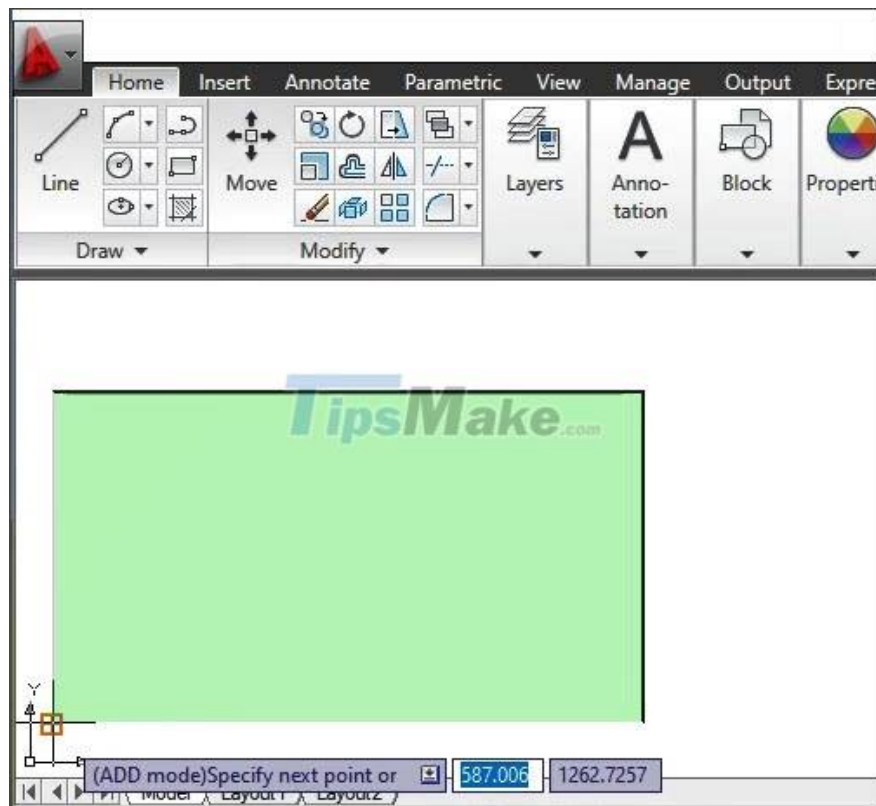 Home Insert Annotate Parametric View Manage Output Expre
Line
Move
Layers
Anno-
tation
Block
Properti
Draw
Modify
TipsMake.com
Y
(ADD mode)Specify next point or 587.006 1262.7257
Model Layout1 Layout2